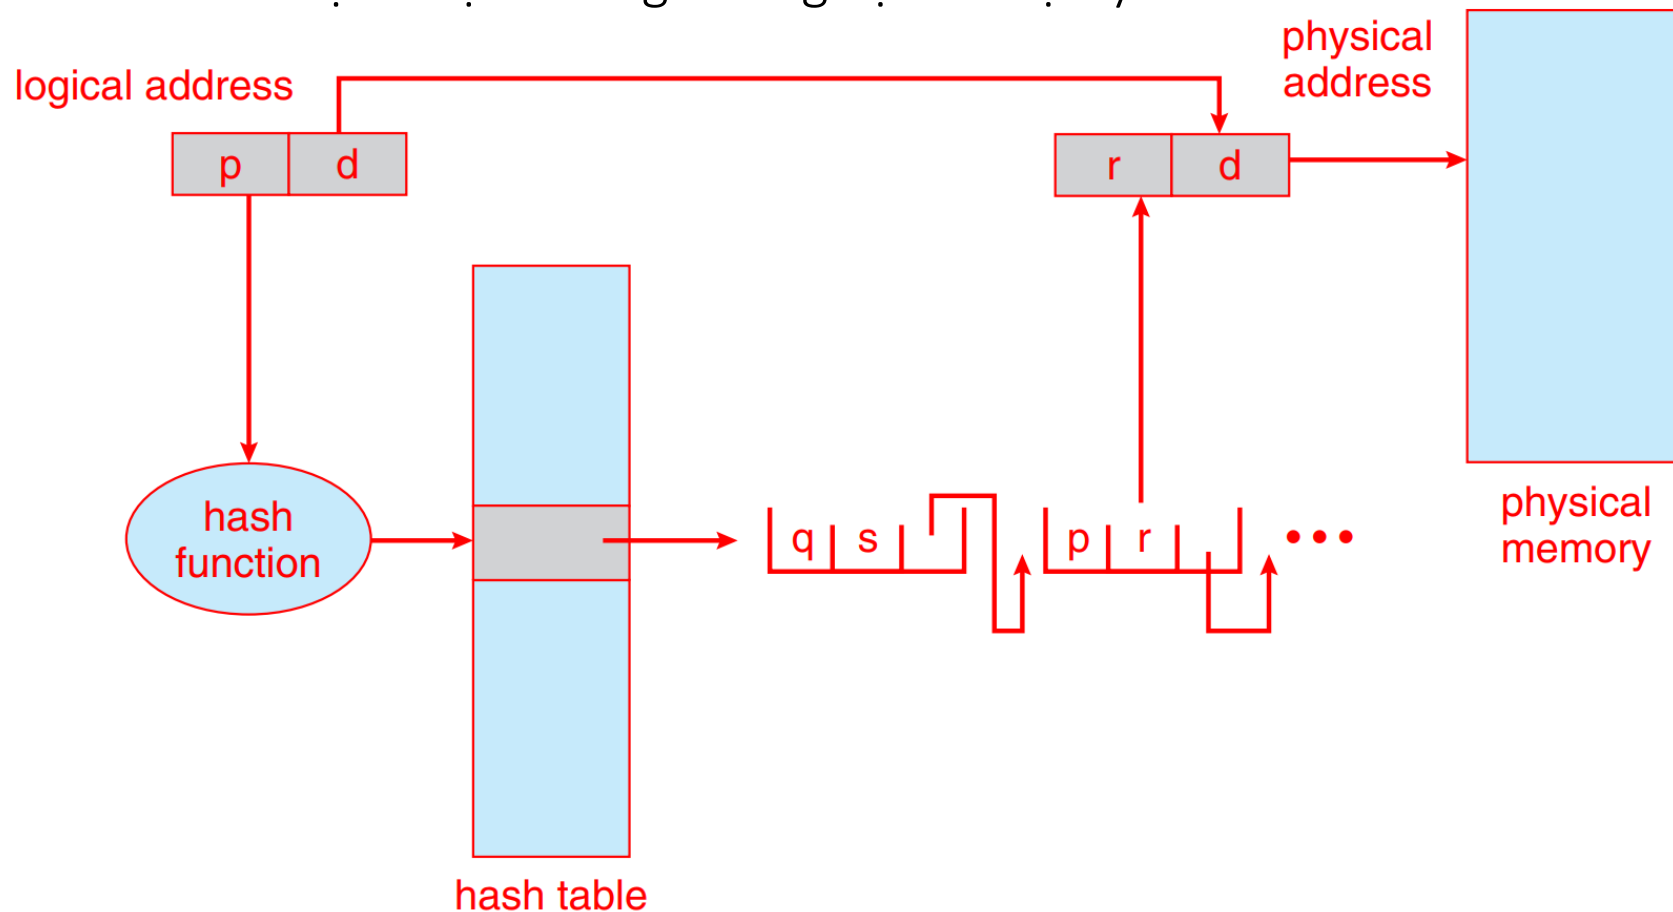 logical address
physical
address
p d
r d
hash
function
q s
p r
•••
physical
memory
hash table